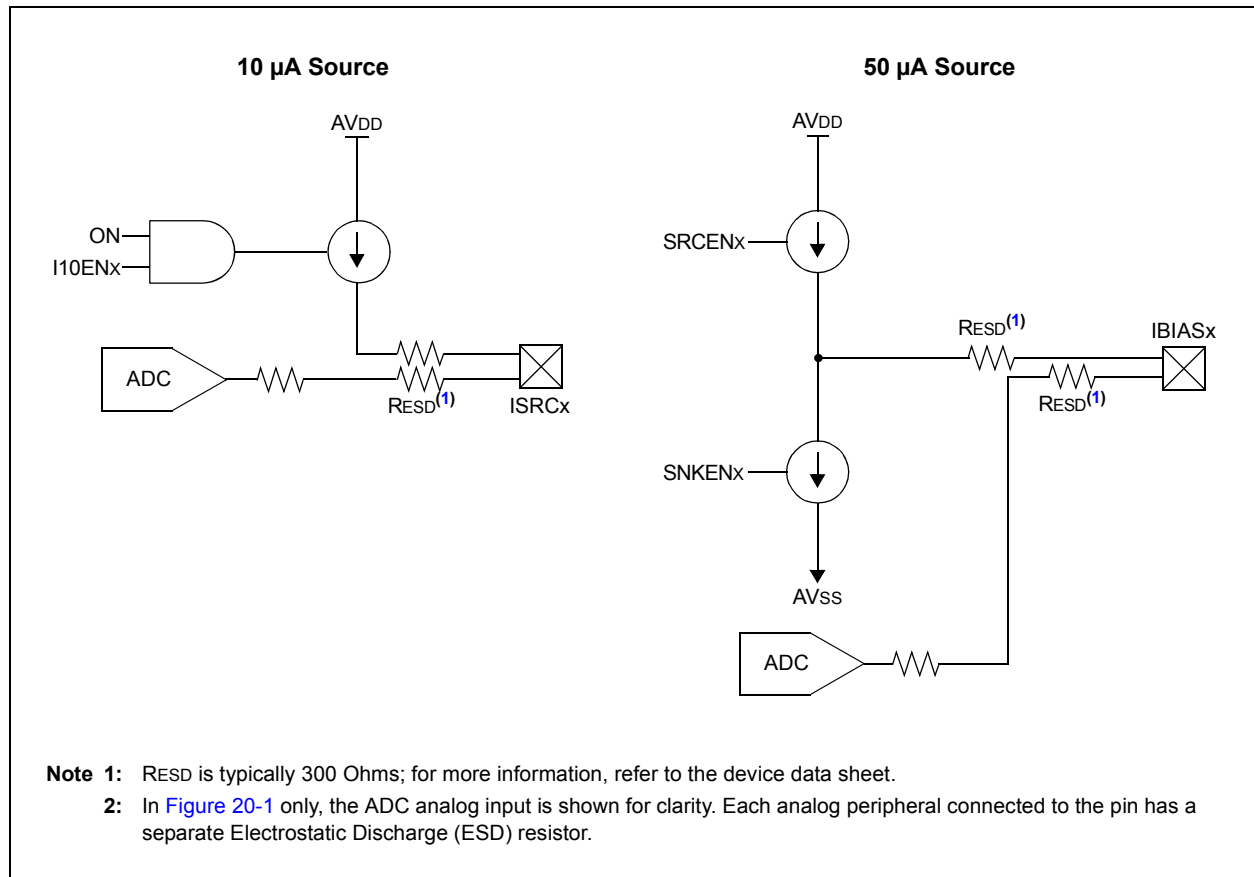 10 µA Source
AVDD
ON
I10ENx
ADC
RESD(1)
ISRCx
50 µA Source
AVDD
SRCENx
RESD(1)
IBIASx
RESD(1)
SNKENx
AVSS
ADC
Note 1: RESD is typically 300 Ohms; for more information, refer to the device data sheet.
2: In Figure 20-1 only, the ADC analog input is shown for clarity. Each analog peripheral connected to the pin has a
separate Electrostatic Discharge (ESD) resistor.